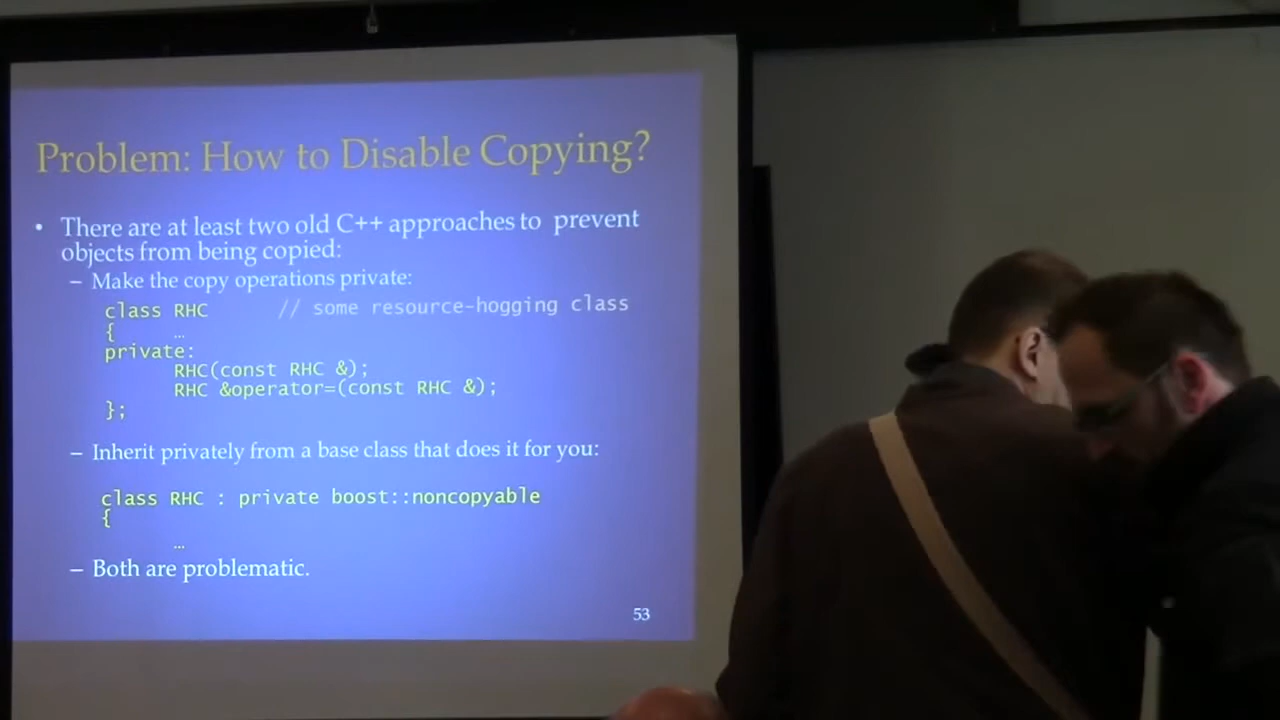 Problem: How to Disable Copying?
• There are at least two old C++ approaches to prevent
objects from being copied:
– Make the copy operations private:
class RHC // some resource-hogging class
{ …
private:
RHC(const RHC &);
RHC &operator=(const RHC &);
};
– Inherit privately from a base class that does it for you:
class RHC : private boost::noncopyable
{
…
– Both are problematic.
53